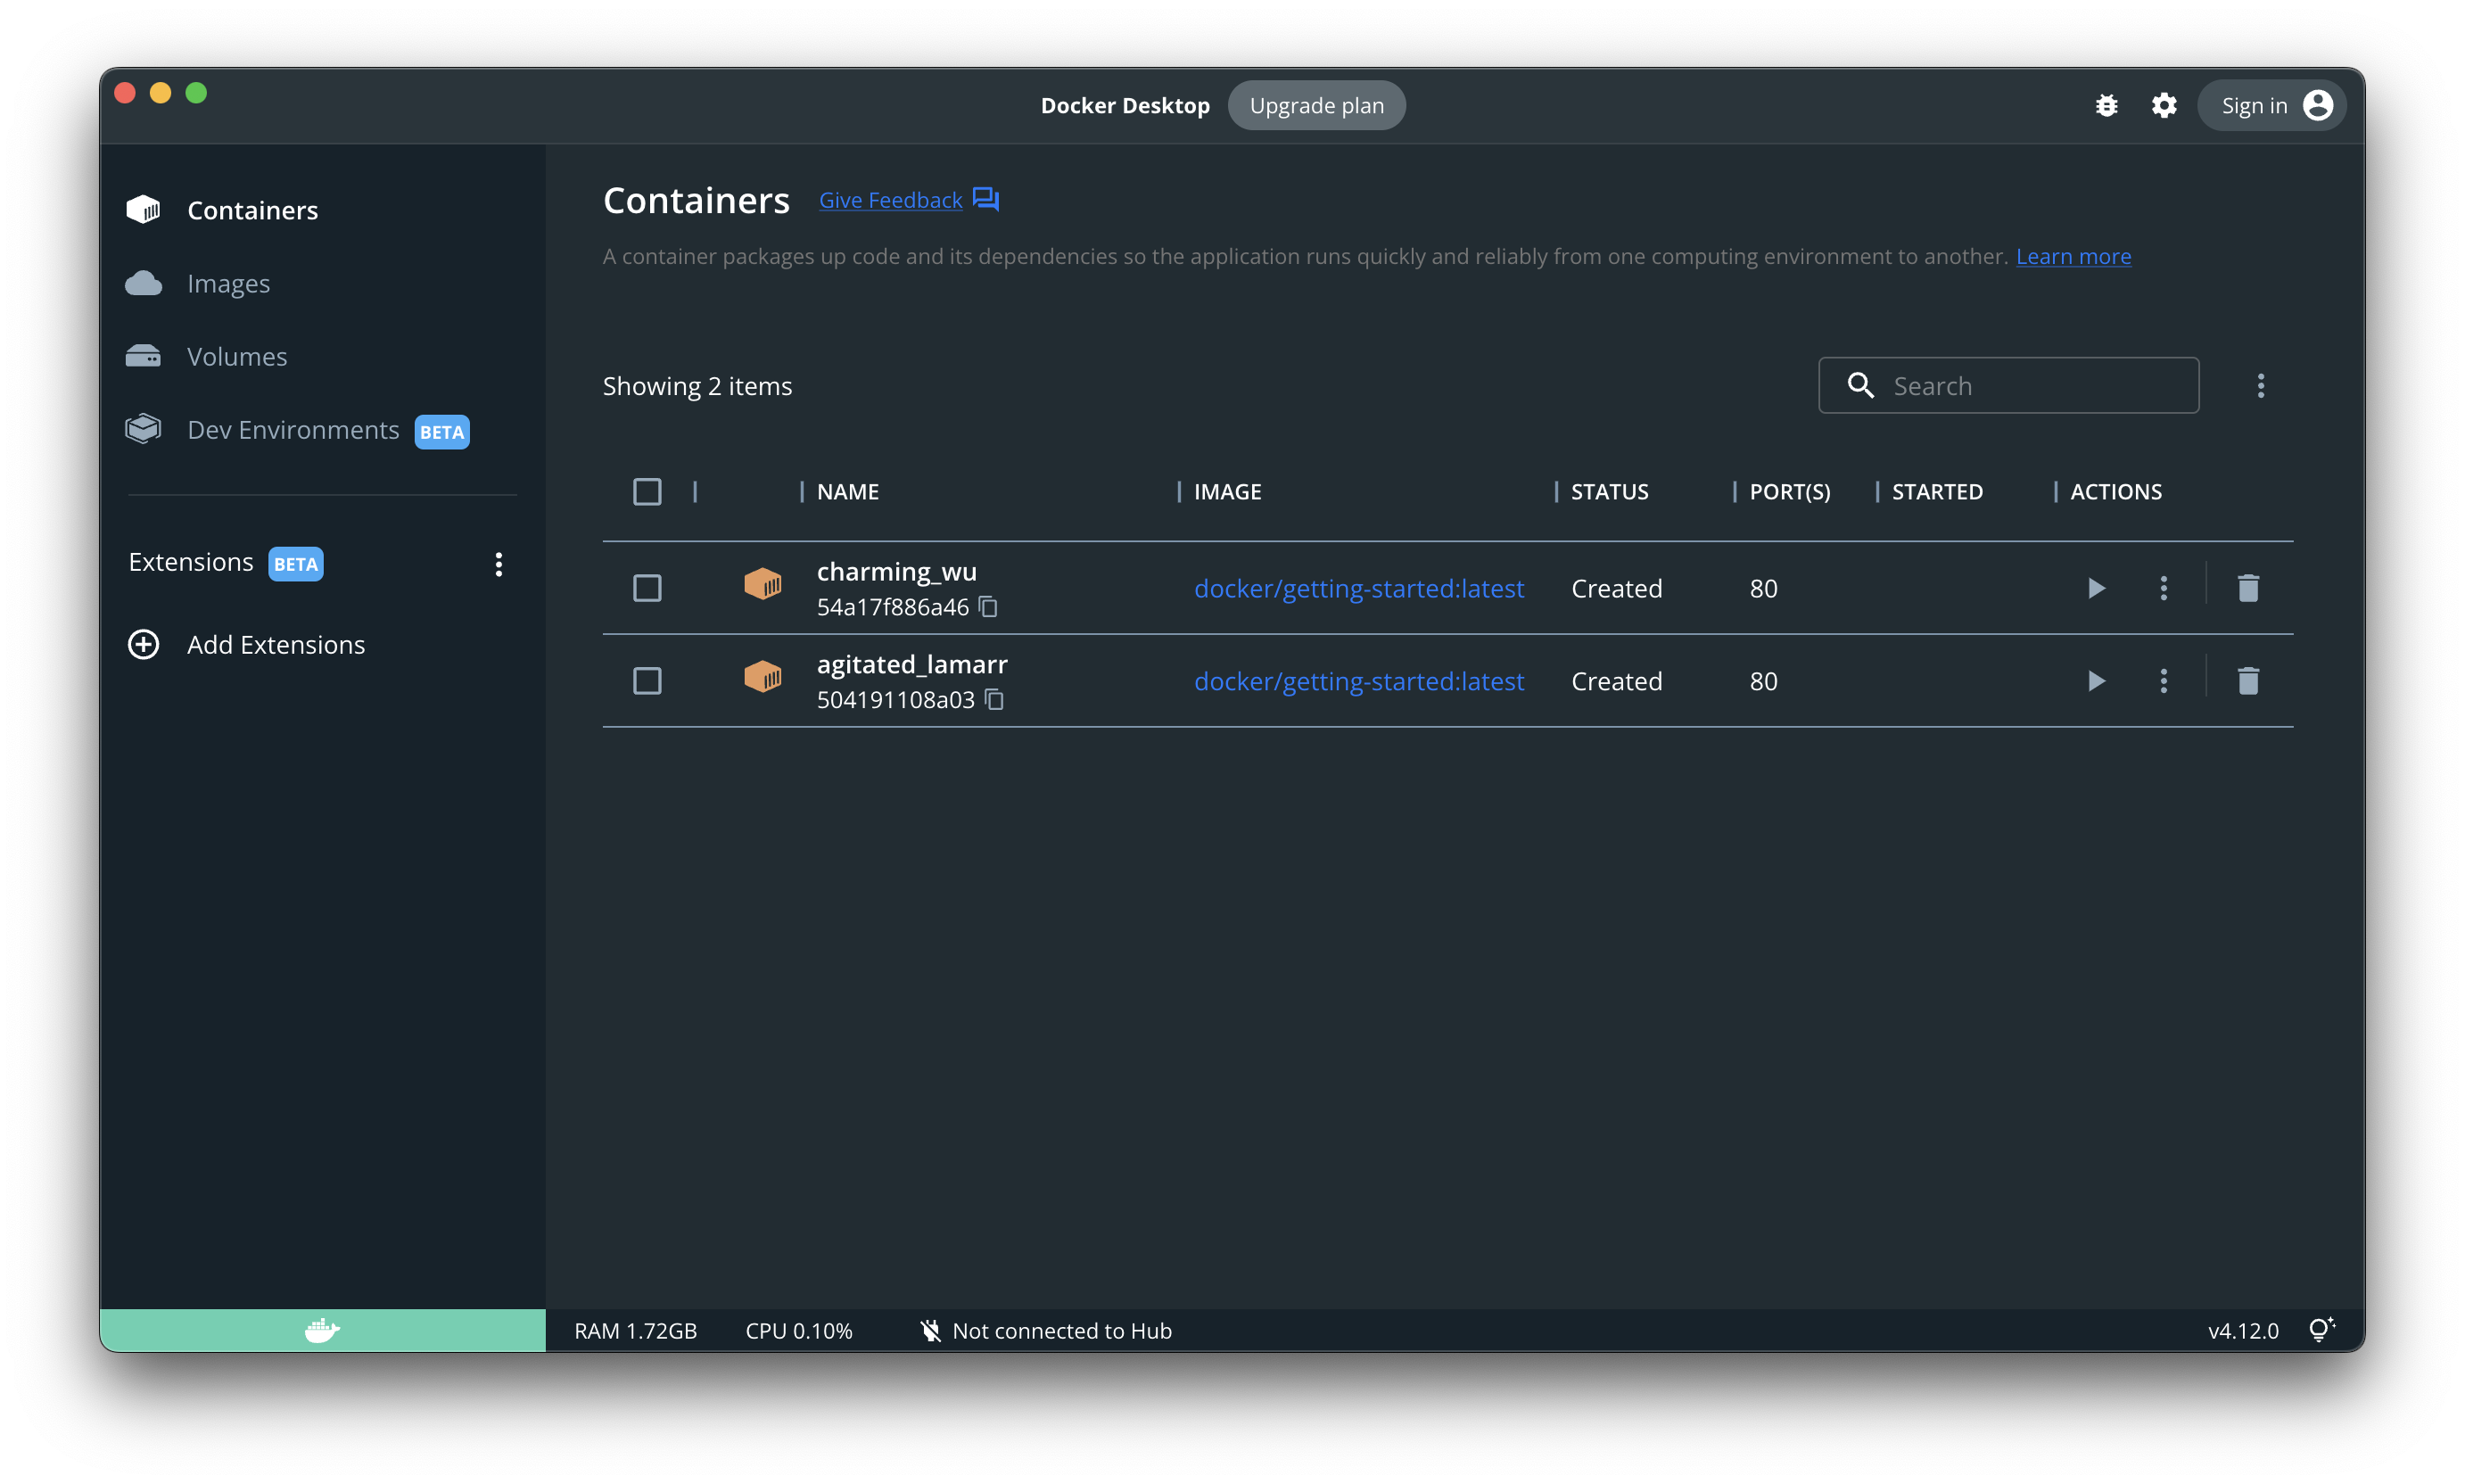 Docker Desktop Upgrade plan Sign in
Containers
Images
Volumes
Dev Environments BETA
Extensions BETA
Add Extensions
Containers Give Feedback
A container packages up code and its dependencies so the application runs quickly and reliably from one computing environment to another. Learn more
Showing 2 items Search
NAME IMAGE STATUS PORT(S) STARTED ACTIONS
charming_wu
54a17f886a46 docker/getting-started:latest Created 80
agitated_lamarr
504191108a03 docker/getting-started:latest Created 80
RAM 1.72GB CPU 0.10% Not connected to Hub v4.12.0